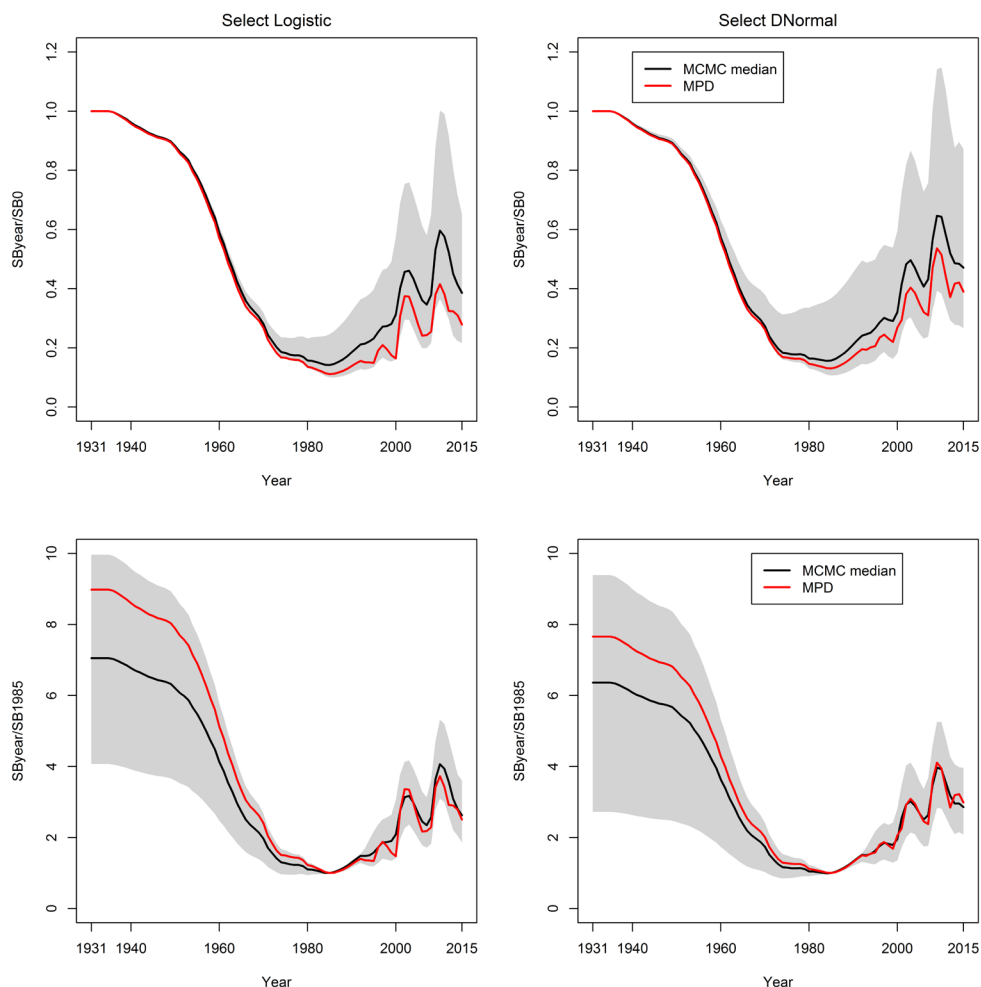 Select Logistic
SByear/SB0
1.2
1.0
0.8
0.6
0.4
0.2
0.0
1931 1940 1960 1980 2000 2015
Year
Select DNormal
SByear/SB0
1.2
1.0
0.8
0.6
0.4
0.2
0.0
MCMC median
MPD
1931 1940 1960 1980 2000 2015
Year
SByear/SB1985
10
8
6
4
2
0
1931 1940 1960 1980 2000 2015
Year
SByear/SB1985
10
8
6
4
2
0
MCMC median
MPD
1931 1940 1960 1980 2000 2015
Year